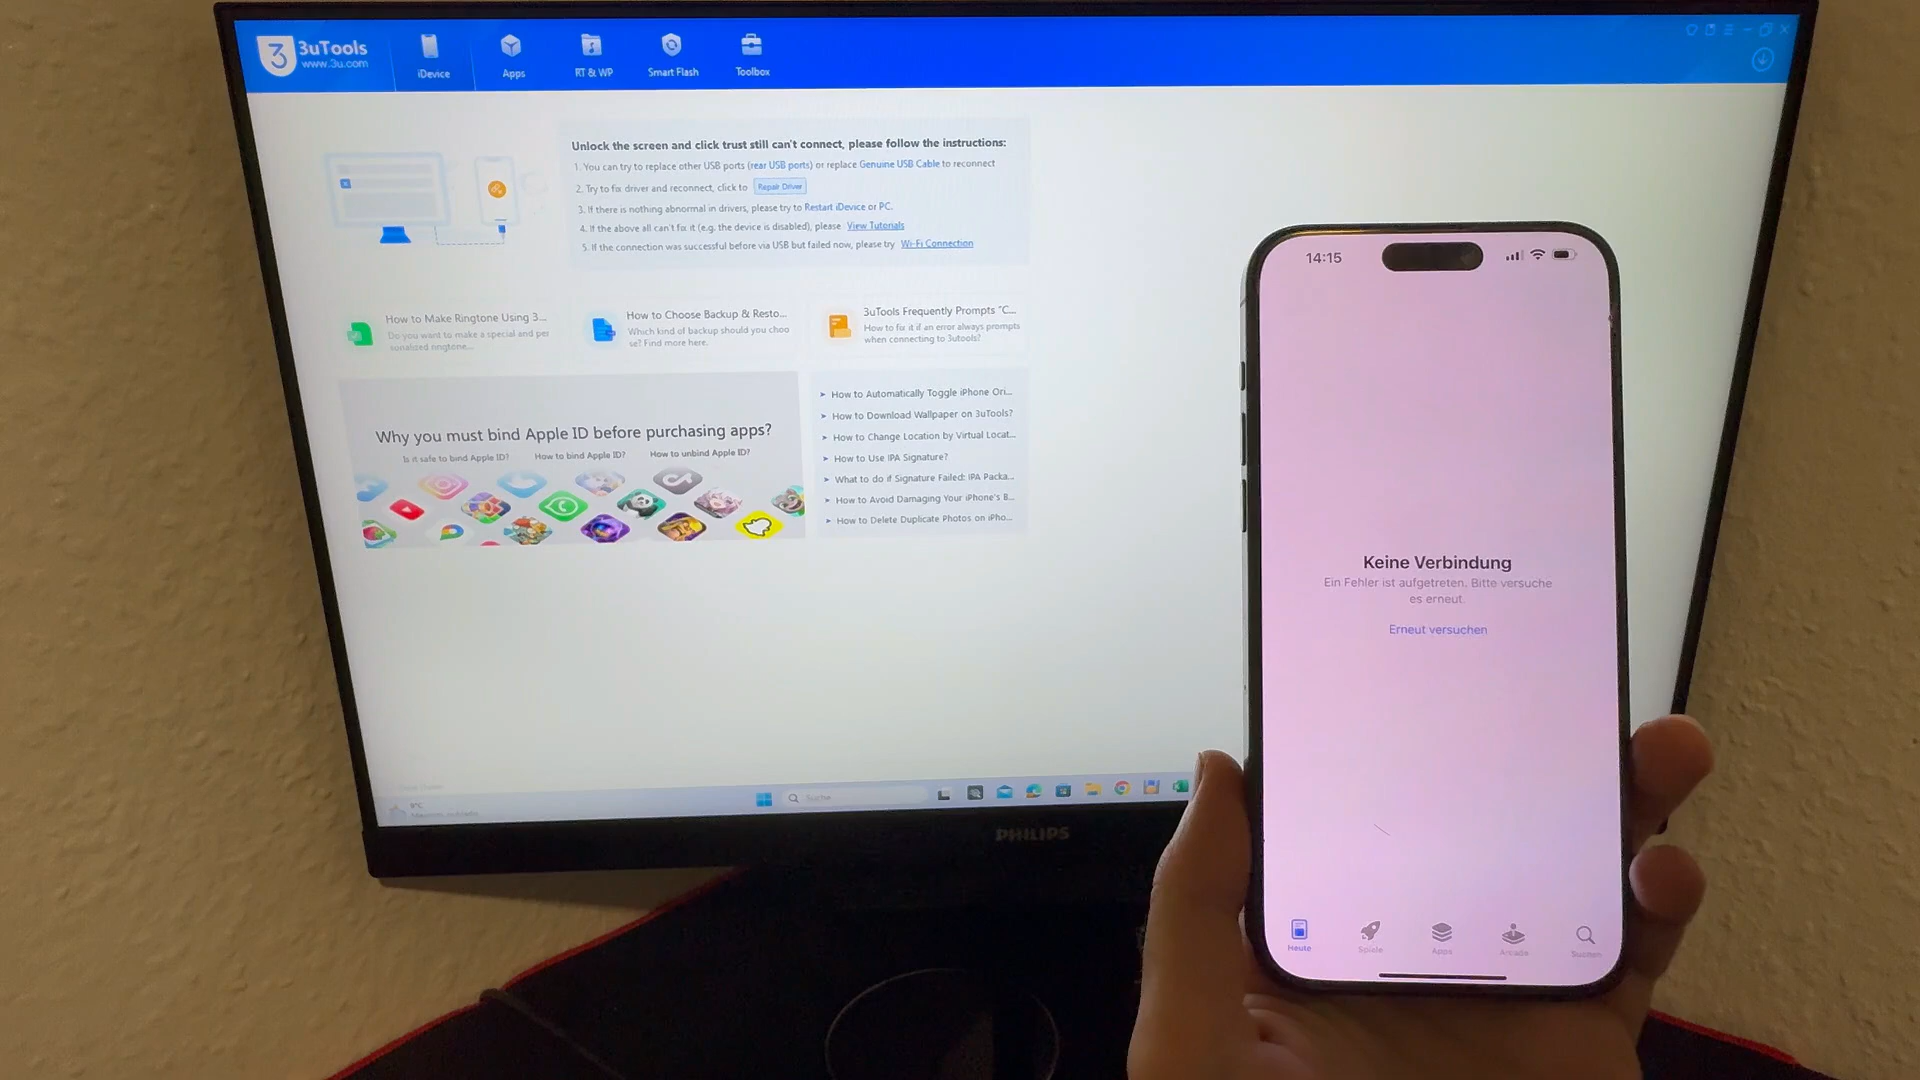 3uTools
www.3u.com
iDevice
Apps
RT & WP
Smart Flash
Toolbox
Unlock the screen and click trust still can't connect, please follow the instructions:
1. You can try to replace other USB ports (rear USB ports) or replace Genuine USB Cable to reconnect
2. Try to fix driver and reconnect, click to Repair Driver
3. If there is nothing abnormal in drivers, please try to Restart iDevice or PC.
4. If the above all can't fix it (e.g. the device is disabled), please View Tutorials
5. If the connection was successful before via USB but failed now, please try Wi-Fi Connection
How to Make Ringtone Using 3...
Do you want to make a special and per
sonalised ringtone...
How to Choose Backup & Resto...
Which kind of backup should you choo
se? Find more here.
3uTools Frequently Prompts "C...
How to fix it if an error always prompts
when connecting to 3utools?
Why you must bind Apple ID before purchasing apps?
Is it safe to bind Apple ID?
How to bind Apple ID?
How to unbind Apple ID?
How to Automatically Toggle iPhone Ori...
How to Download Wallpaper on 3uTools?
How to Change Location by Virtual Locat...
How to Use IPA Signature?
What to do if Signature Failed: IPA Packa...
How to Avoid Damaging Your iPhone's B...
How to Delete Duplicate Photos on iPho...
9°C
Suche
PHILIPS
14:15
Keine Verbindung
Ein Fehler ist aufgetreten. Bitte versuche
es erneut.
Erneut versuchen
Heute
Spiele
Apps
Arcade
Suchen